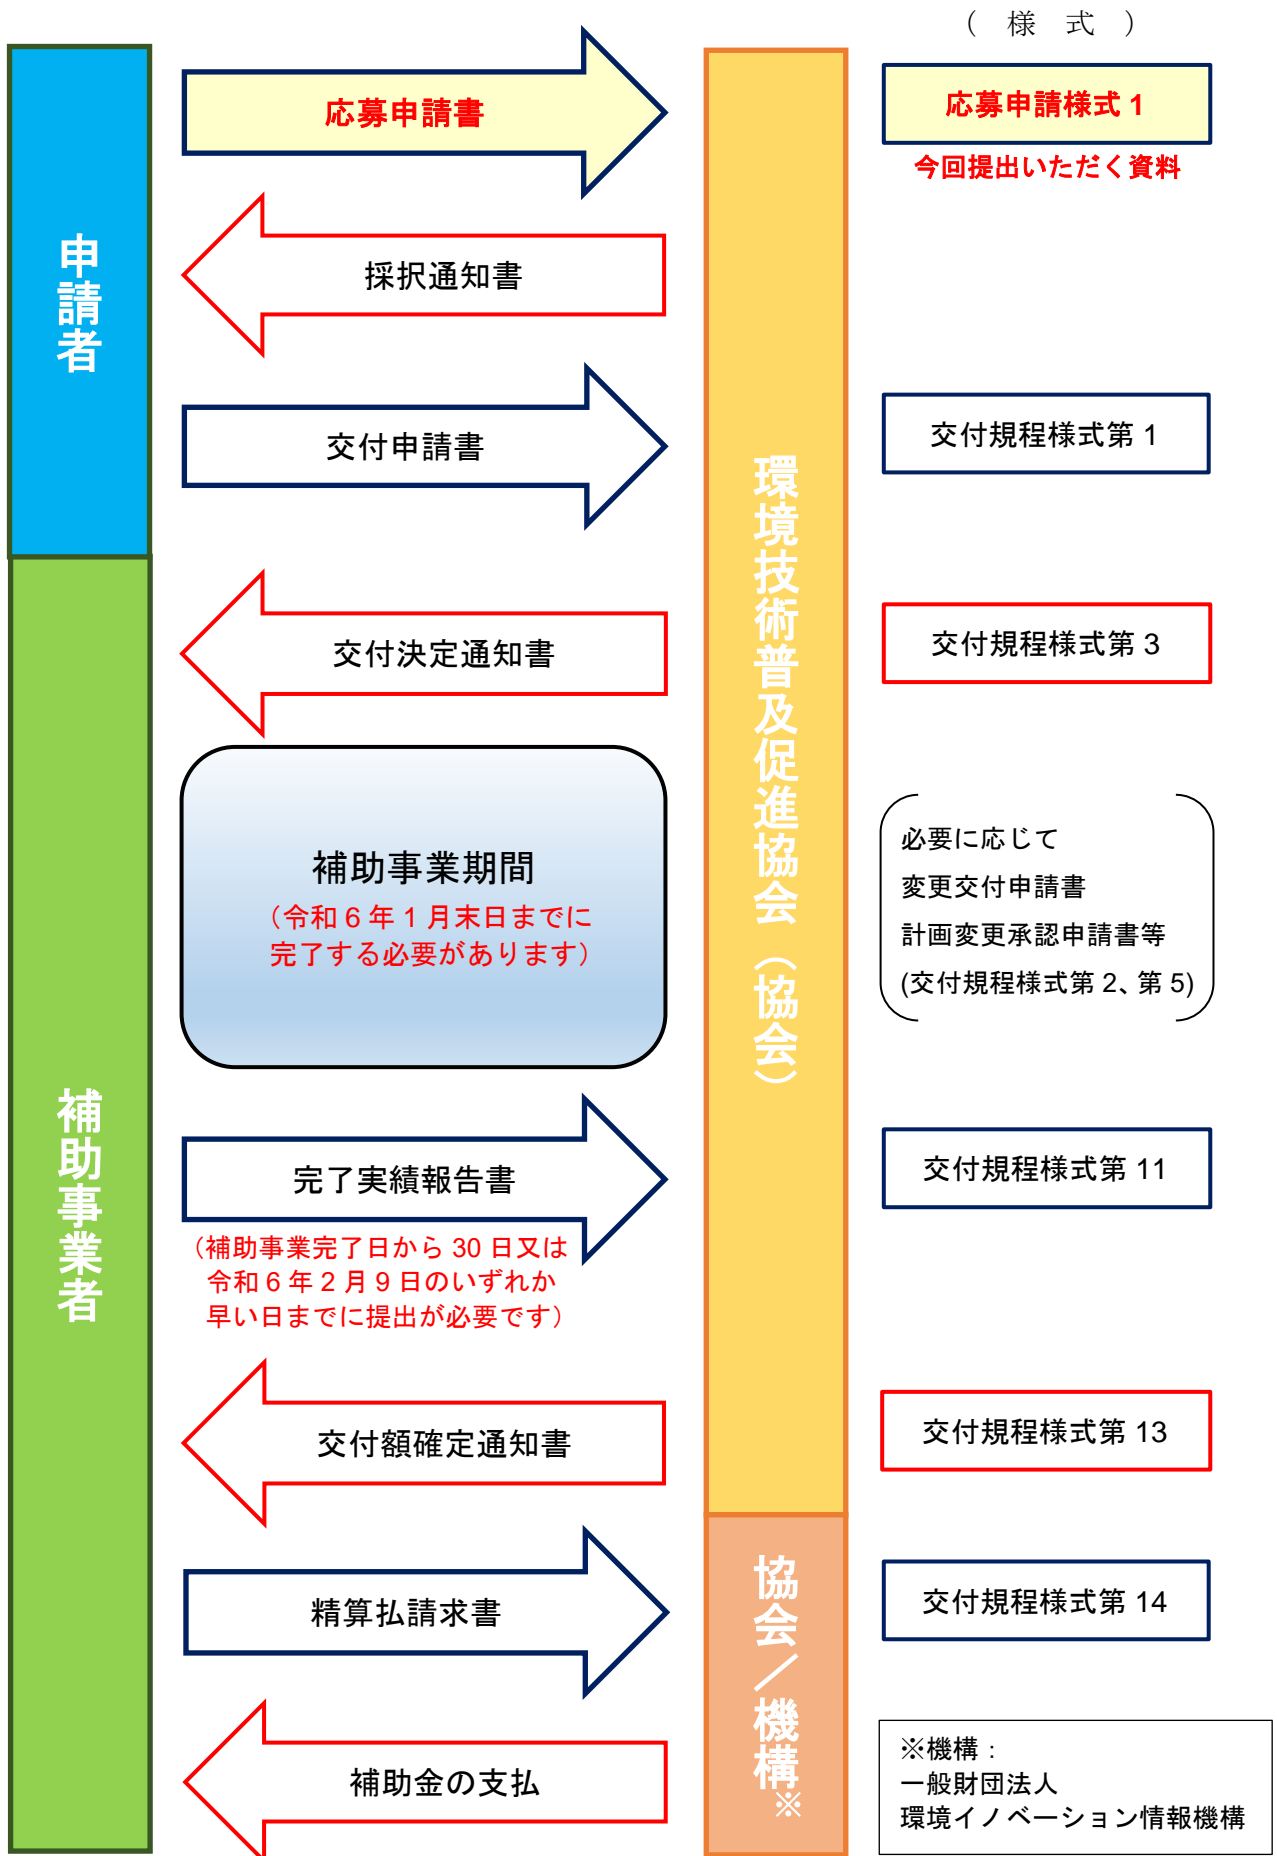 （　様　式　）
応募申請書
応募申請様式 1
今回提出いただく資料
申請者
採択通知書
交付申請書
交付規程様式第 1
環境技術普及促進協会（協会）
交付決定通知書
交付規程様式第 3
補助事業者
補助事業期間
（令和 6 年 1 月末日までに
完了する必要があります）
必要に応じて
変更交付申請書
計画変更承認申請書等
(交付規程様式第 2、第 5)
完了実績報告書
交付規程様式第 11
（補助事業完了日から 30 日又は
令和 6 年 2 月 9 日のいずれか
早い日までに提出が必要です）
交付額確定通知書
交付規程様式第 13
協会／機構※
精算払請求書
交付規程様式第 14
補助金の支払
※機構：
一般財団法人
環境イノベーション情報機構